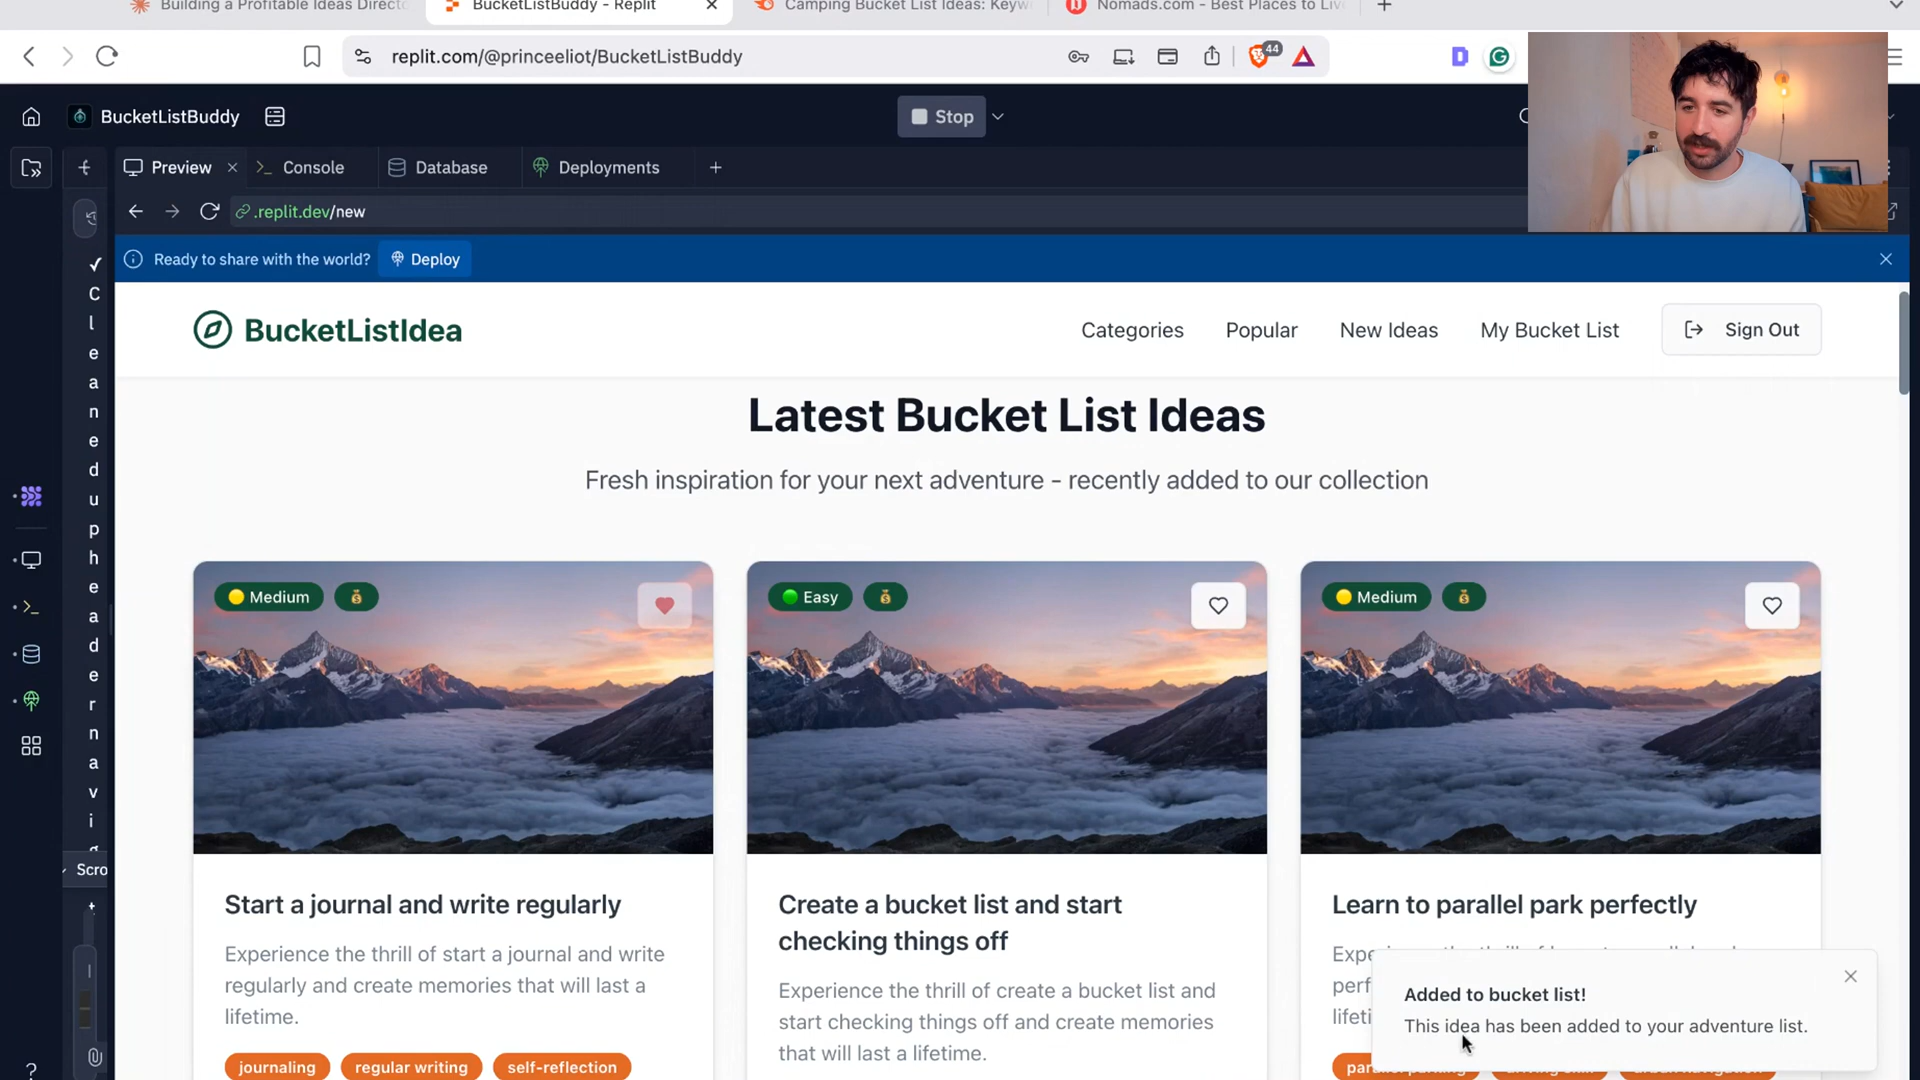 Building a Profitable Ideas Direct
BucketListBuddy - Replit
Camping Bucket List Ideas: Keyw
Nomads.com - Best Places to Liv
replit.com/@princeeliot/BucketListBuddy
44
BucketListBuddy
Stop
Preview
Console
Database
Deployments
.replit.dev/new
Ready to share with the world?
Deploy
BucketListIdea
Categories
Popular
New Ideas
My Bucket List
Sign Out
Latest Bucket List Ideas
Fresh inspiration for your next adventure - recently added to our collection
Medium
Easy
Medium
Start a journal and write regularly
Experience the thrill of start a journal and write
regularly and create memories that will last a
lifetime.
journaling
regular writing
self-reflection
Create a bucket list and start
checking things off
Experience the thrill of create a bucket list and
start checking things off and create memories
that will last a lifetime.
Learn to parallel park perfectly
Added to bucket list!
This idea has been added to your adventure list.
C
l
e
a
n
e
d
u
p
h
e
a
d
e
r
n
a
v
i
Scro